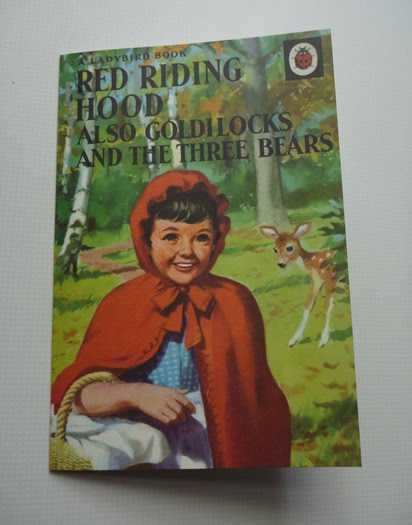 A LADYBIRD BOOK
RED RIDING
HOOD
ALSO GOLDILOCKS
AND THE THREE BEARS